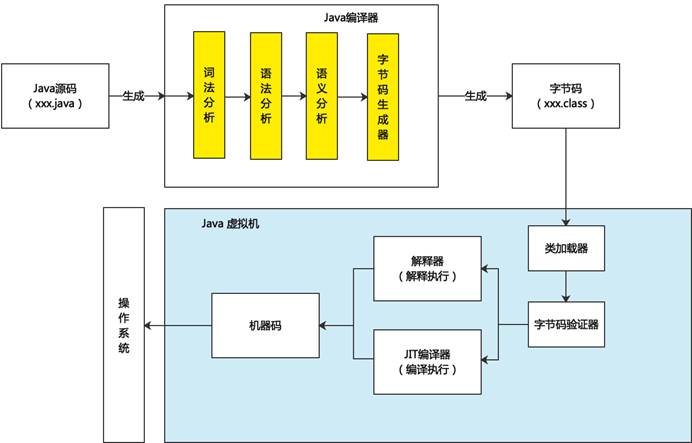 Java编译器
Java源码
（xxx.java）
生成
词法分析
语法分析
语义分析
字节码生成器
生成
字节码
（xxx.class）
Java 虚拟机
类加载器
字节码验证器
解释器
（解释执行）
JIT编译器
（编译执行）
机器码
操作系统